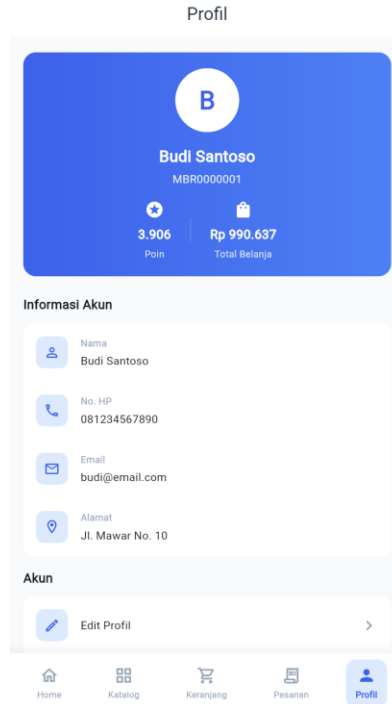 Profil
B
Budi Santoso
MBR0000001
3.906
Rp 990.637
Poin
Total Belanja
Informasi Akun
Nama
Budi Santoso
No. HP
081234567890
Email
budi@email.com
Alamat
Jl. Mawar No. 10
Akun
Edit Profil
Home
Katalog
Keranjang
Pesanan
Profil